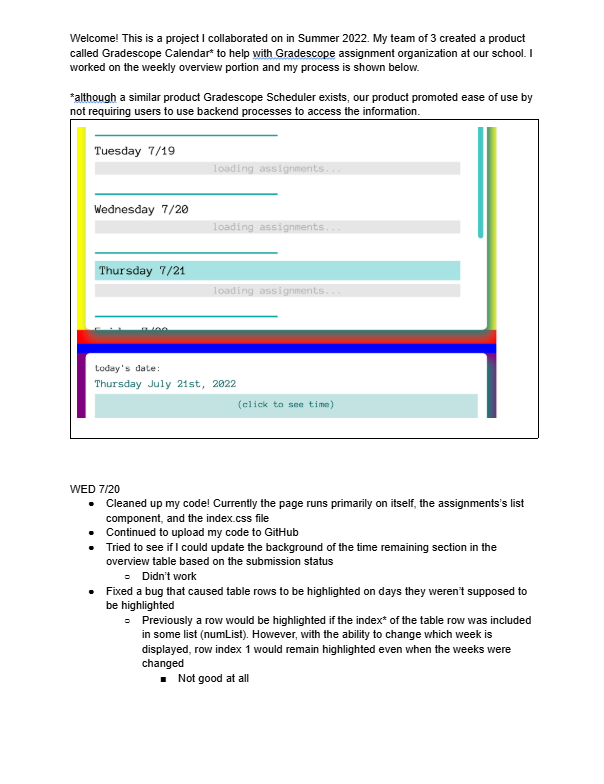 Welcome! This is a project I collaborated on in Summer 2022. My team of 3 created a product
called Gradescope Calendar* to help with Gradescope assignment organization at our school. I
worked on the weekly overview portion and my process is shown below.
*although a similar product Gradescope Scheduler exists, our product promoted ease of use by
not requiring users to use backend processes to access the information.
Tuesday 7/19
loading assignments...
Wednesday 7/20
loading assignments...
Thursday 7/21
loading assignments...
today's date:
Thursday July 21st, 2022
(click to see time)
WED 7/20
● Cleaned up my code! Currently the page runs primarily on itself, the assignments's list
component, and the index.css file
● Continued to upload my code to GitHub
● Tried to see if I could update the background of the time remaining section in the
overview table based on the submission status
○ Didn't work
● Fixed a bug that caused table rows to be highlighted on days they weren't supposed to
be highlighted
○ Previously a row would be highlighted if the index* of the table row was included
in some list (numList). However, with the ability to change which week is
displayed, row index 1 would remain highlighted even when the weeks were
changed
■ Not good at all